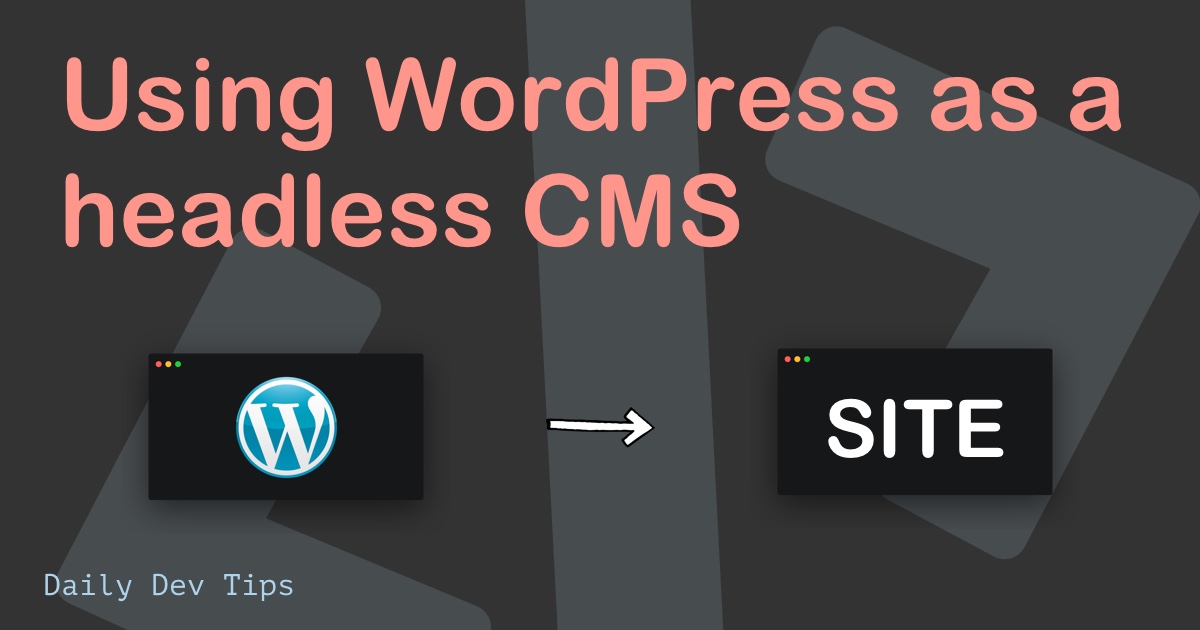 Using WordPress as a
headless CMS
W
SITE
Daily Dev Tips